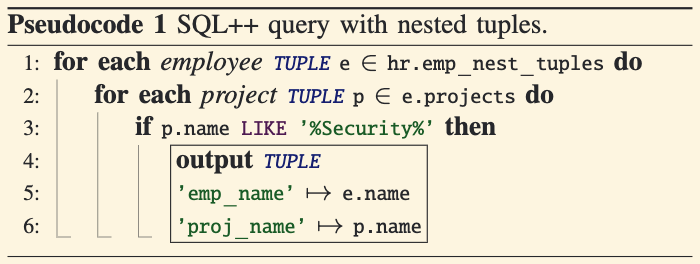 Pseudocode 1 SQL++ query with nested tuples.
1: for each employee TUPLE e ∈ hr.emp_nest_tuples do
2: for each project TUPLE p ∈ e.projects do
3: if p.name LIKE '%Security%' then
4: output TUPLE
5: 'emp_name' ↦ e.name
6: 'proj_name' ↦ p.name